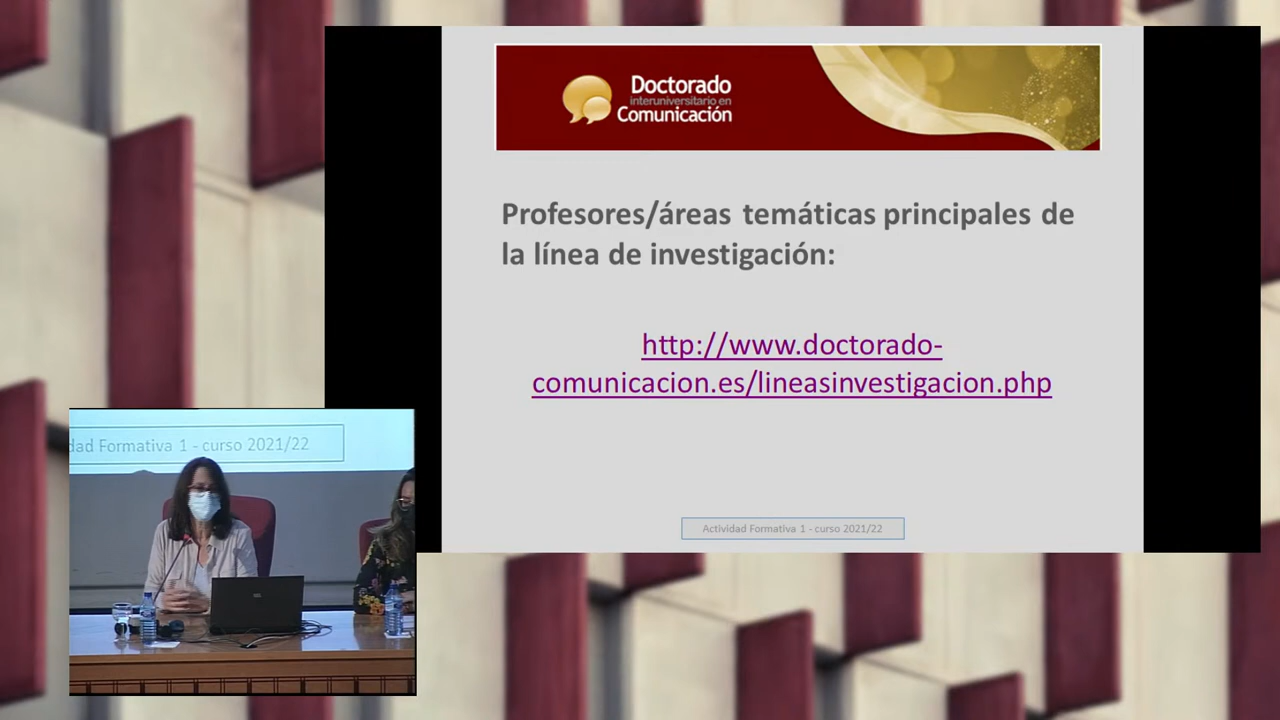 Doctorado
interuniversitario en
Comunicación
Profesores/áreas temáticas principales de
la línea de investigación:
http://www.doctorado-
comunicacion.es/lineasinvestigacion.php
Actividad Formativa 1 - curso 2021/22
dad Formativa 1 - curso 2021/22